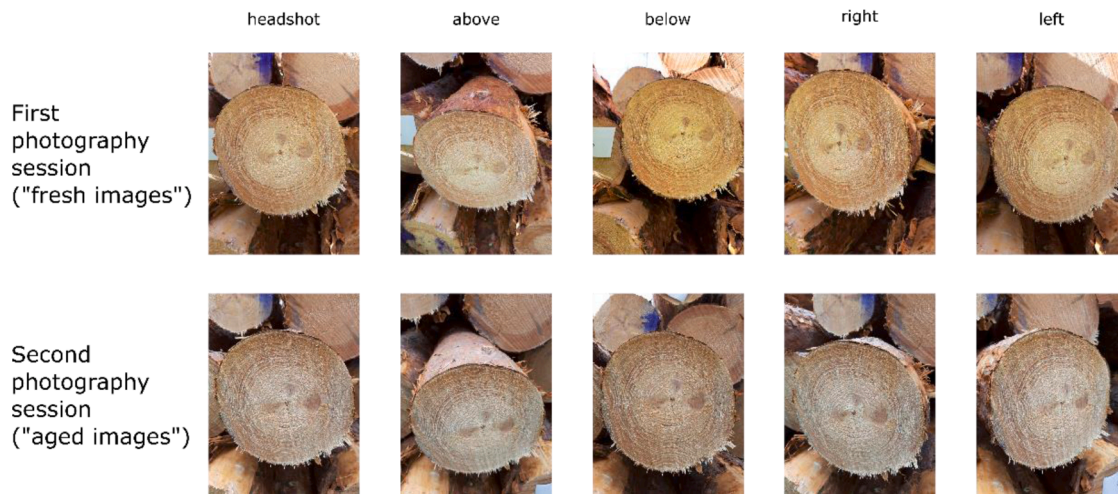 headshot above below right left
First
photography
session
("fresh images")
Second
photography
session
("aged images")